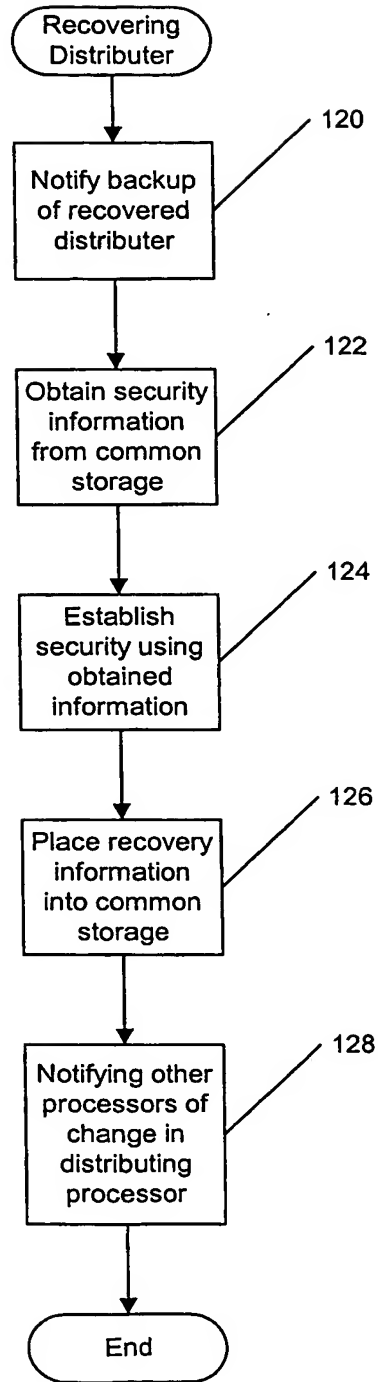 Recovering
Distributer
120
Notify backup
of recovered
distributer
122
Obtain security
information
from common
storage
124
Establish
security using
obtained
information
126
Place recovery
information
into common
storage
128
Notifying other
processors of
change in
distributing
processor
End